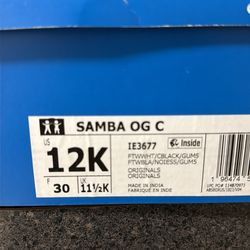 SAMBA OG C
US
12K
F
30
UK
11½K
IE3677
Inside
FTWWHT/CBLACK/GUM5
FTWBLA/NOIESS/GUM5
ORIGINALS
ORIGINALS
MADE IN INDIA
FABRIQUÉ EN INDE